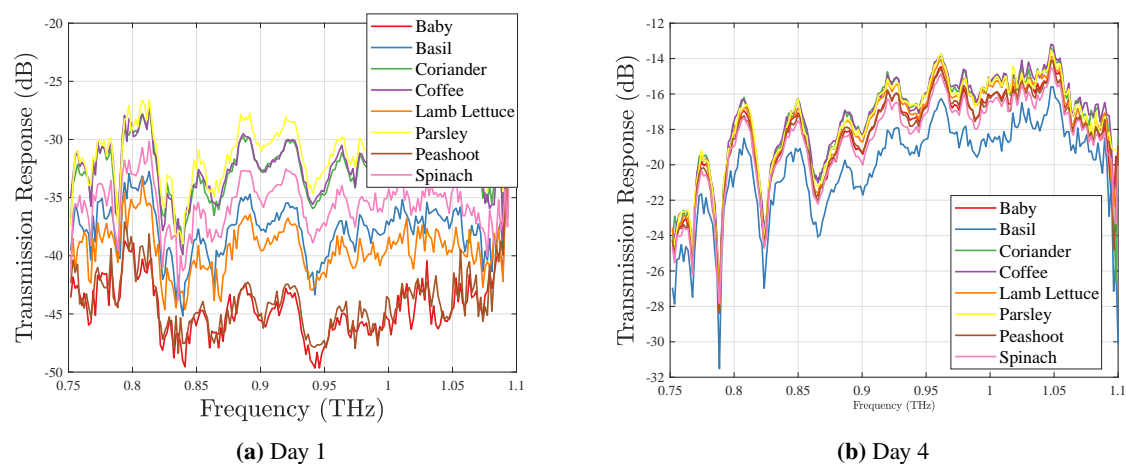 -20
-25
-30
-35
-40
-45
-50
Transmission Response (dB)
0.75 0.8 0.85 0.9 0.95 1 1.05 1.1
Frequency (THz)
Baby
Basil
Coriander
Coffee
Lamb Lettuce
Parsley
Peashoot
Spinach
(a) Day 1
-12
-14
-16
-18
-20
-22
-24
-26
-28
-30
-32
Transmission Response (dB)
0.75 0.8 0.85 0.9 0.95 1 1.05 1.1
Frequency (THz)
Baby
Basil
Coriander
Coffee
Lamb Lettuce
Parsley
Peashoot
Spinach
(b) Day 4